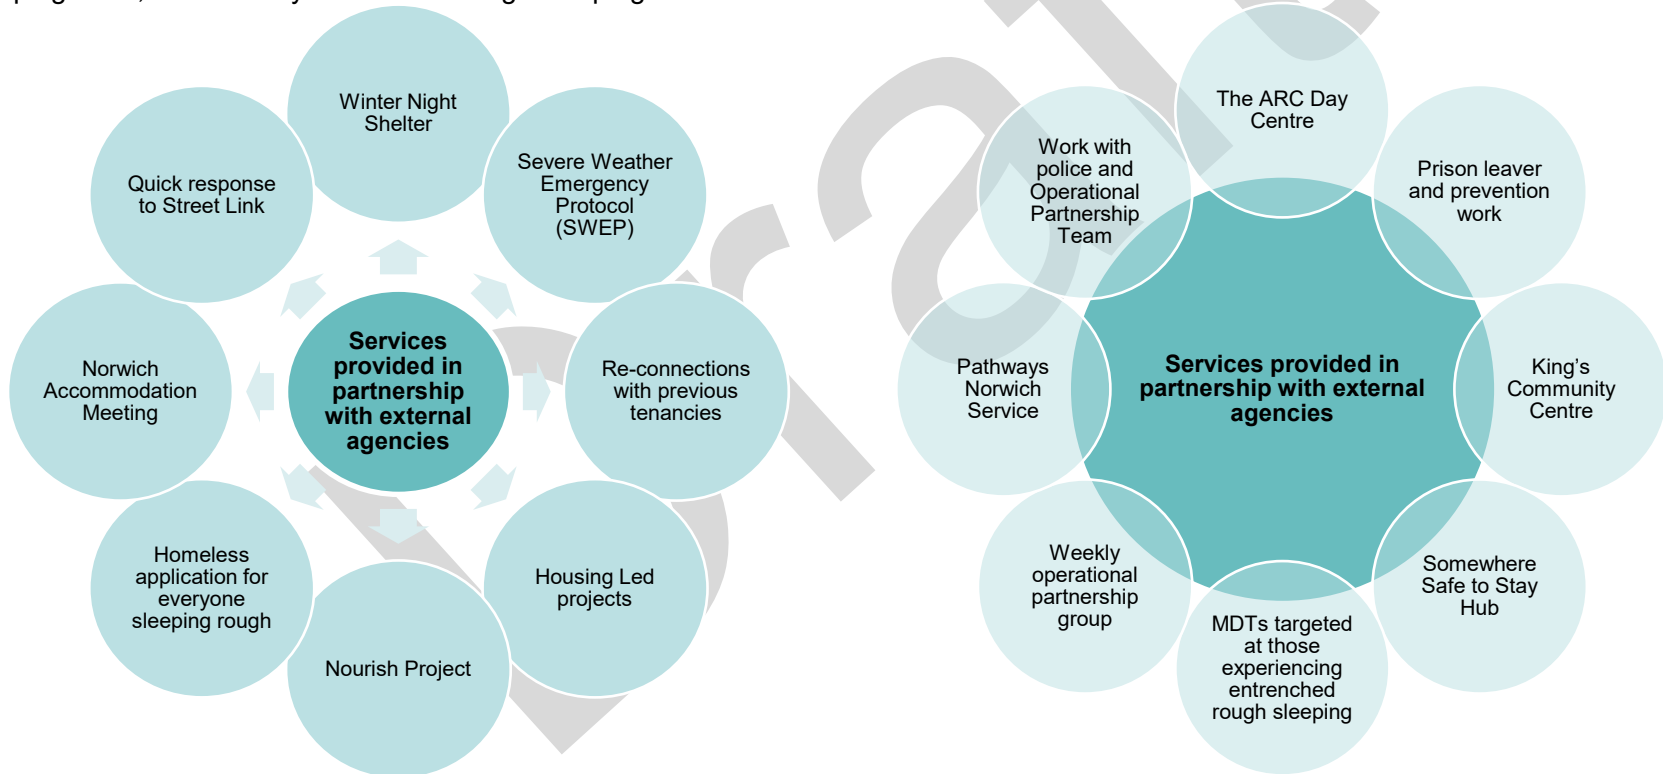 Winter Night
Shelter
Severe Weather
Emergency
Protocol
(SWEP)
Re-connections
with previous
tenancies
Housing Led
projects
Nourish Project
Homeless
application for
everyone
sleeping rough
Norwich
Accommodation
Meeting
Quick response
to Street Link
Services
provided in
partnership
with external
agencies
The ARC Day
Centre
Prison leaver
and prevention
work
King's
Community
Centre
Somewhere
Safe to Stay
Hub
MDTs targeted
at those
experiencing
entrenched
rough sleeping
Weekly
operational
partnership
group
Pathways
Norwich
Service
Work with
police and
Operational
Partnership
Team
Services provided in
partnership with external
agencies